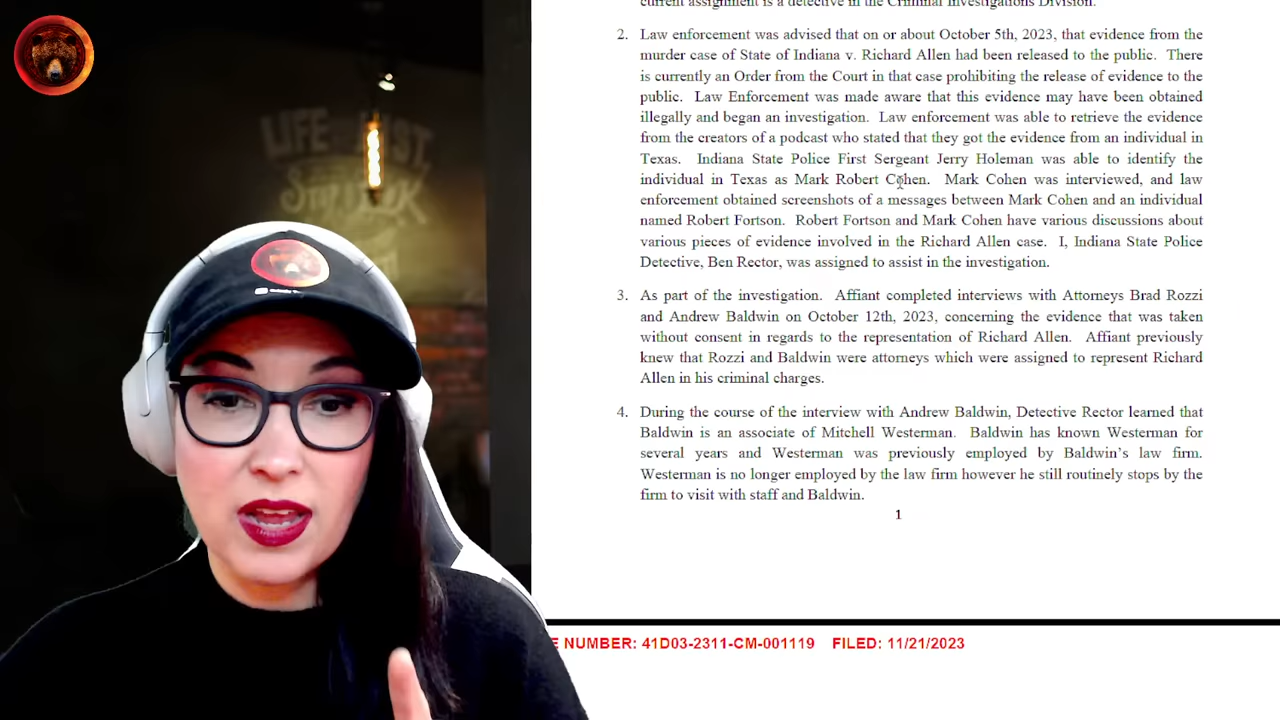 current assignment is a detective in the Criminal Investigations Division.
2. Law enforcement was advised that on or about October 5th, 2023, that evidence from the
murder case of State of Indiana v. Richard Allen had been released to the public. There
is currently an Order from the Court in that case prohibiting the release of evidence to the
public. Law Enforcement was made aware that this evidence may have been obtained
illegally and began an investigation. Law enforcement was able to retrieve the evidence
from the creators of a podcast who stated that they got the evidence from an individual in
Texas. Indiana State Police First Sergeant Jerry Holeman was able to identify the
individual in Texas as Mark Robert Cohen. Mark Cohen was interviewed, and law
enforcement obtained screenshots of a messages between Mark Cohen and an individual
named Robert Fortson. Robert Fortson and Mark Cohen have various discussions about
various pieces of evidence involved in the Richard Allen case. I, Indiana State Police
Detective, Ben Rector, was assigned to assist in the investigation.
3. As part of the investigation. Affiant completed interviews with Attorneys Brad Rozzi
and Andrew Baldwin on October 12th, 2023, concerning the evidence that was taken
without consent in regards to the representation of Richard Allen. Affiant previously
knew that Rozzi and Baldwin were attorneys which were assigned to represent Richard
Allen in his criminal charges.
4. During the course of the interview with Andrew Baldwin, Detective Rector learned that
Baldwin is an associate of Mitchell Westerman. Baldwin has known Westerman for
several years and Westerman was previously employed by Baldwin's law firm.
Westerman is no longer employed by the law firm however he still routinely stops by the
firm to visit with staff and Baldwin.
1
E NUMBER: 41D03-2311-CM-001119 FILED: 11/21/2023
LIFE